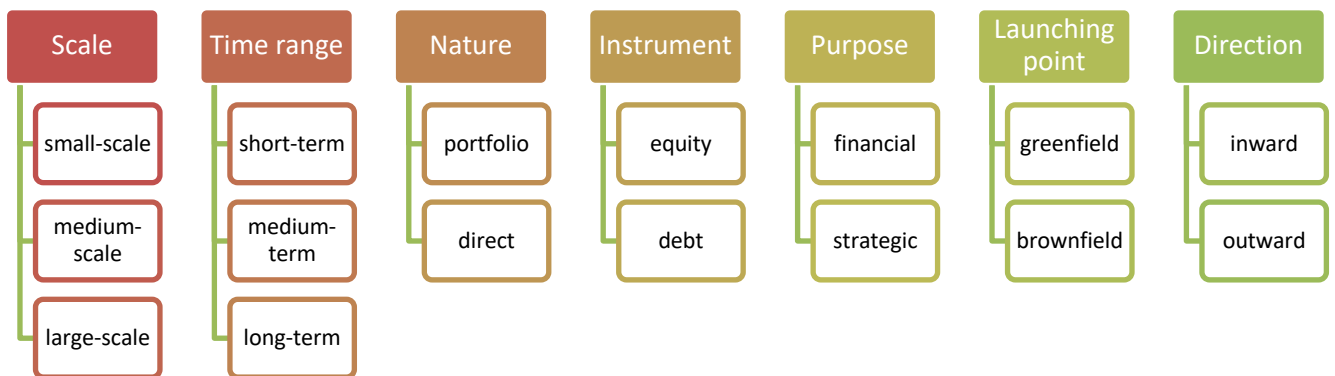 Scale
Time range
Nature
Instrument
Purpose
Launching
point
Direction
small-scale
short-term
portfolio
equity
financial
greenfield
inward
medium-
scale
medium-
term
direct
debt
strategic
brownfield
outward
large-scale
long-term